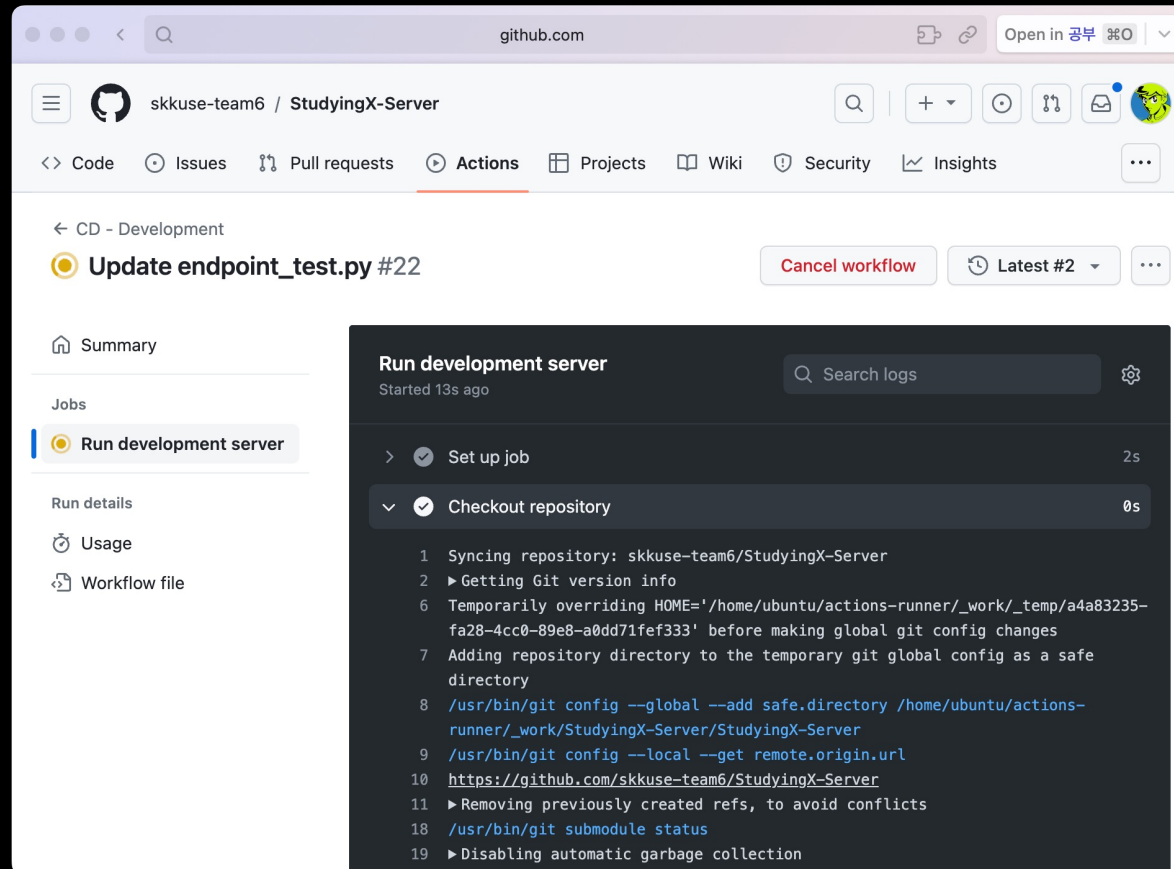 github.com
Open in 공부 ⌘O
skkuse-team6 / StudyingX-Server
Code Issues Pull requests Actions Projects Wiki Security Insights
CD - Development
Update endpoint_test.py #22
Cancel workflow
Latest #2
Summary
Jobs
Run development server
Run details
Usage
Workflow file
Run development server
Started 13s ago
Search logs
Set up job 2s
Checkout repository 0s
1 Syncing repository: skkuse-team6/StudyingX-Server
2 Getting Git version info
6 Temporarily overriding HOME='/home/ubuntu/actions-runner/_work/_temp/a4a83235-
fa28-4cc0-89e8-a0dd71fef333' before making global git config changes
7 Adding repository directory to the temporary git global config as a safe
directory
8 /usr/bin/git config --global --add safe.directory /home/ubuntu/actions-
runner/_work/StudyingX-Server/StudyingX-Server
9 /usr/bin/git config --local --get remote.origin.url
10 https://github.com/skkuse-team6/StudyingX-Server
11 Removing previously created refs, to avoid conflicts
18 /usr/bin/git submodule status
19 Disabling automatic garbage collection